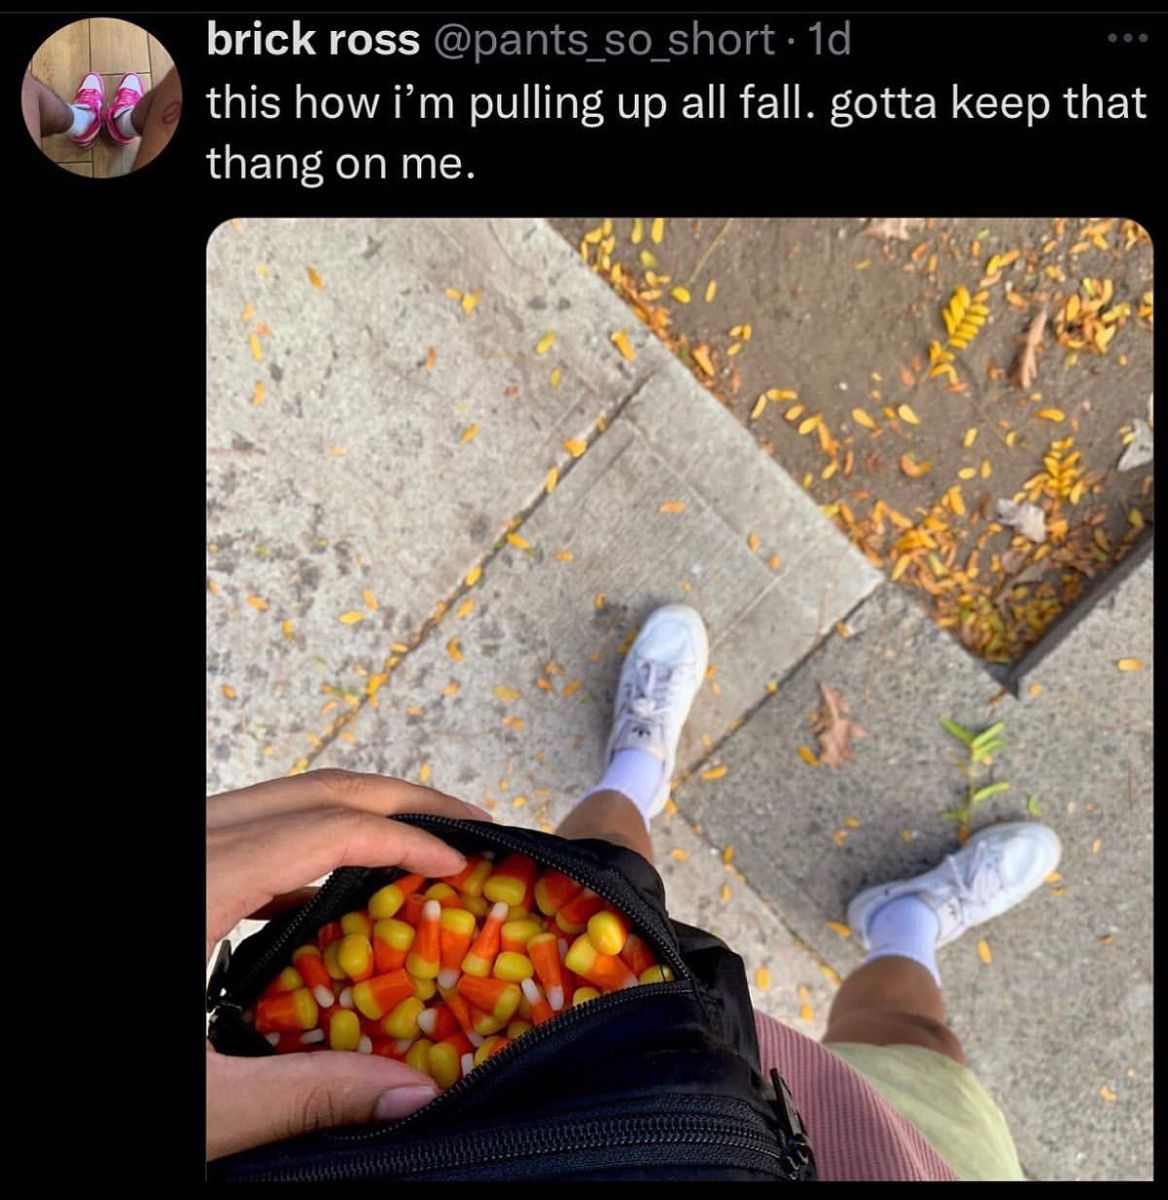 brick ross @pants_so_short · 1d
this how i’m pulling up all fall. gotta keep that
thang on me.